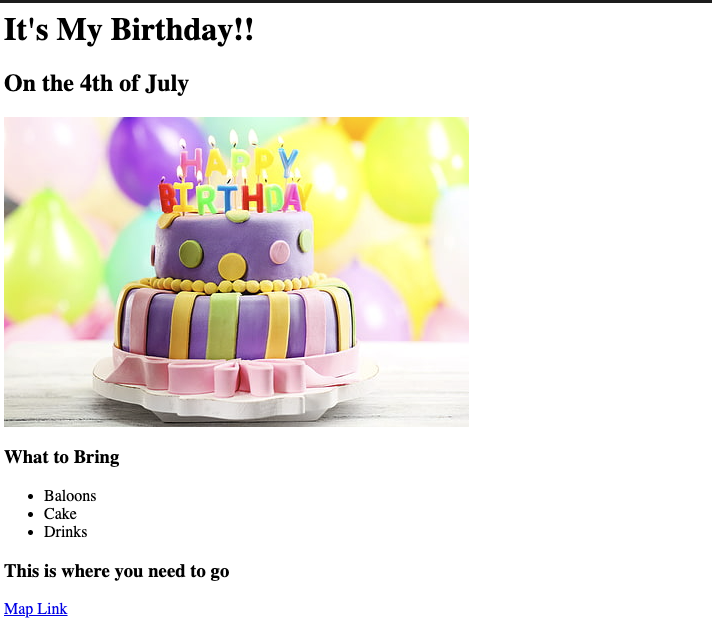 It's My Birthday!!
On the 4th of July
HAPPY
BIRTHDAY
What to Bring
Baloons
Cake
Drinks
This is where you need to go
Map Link